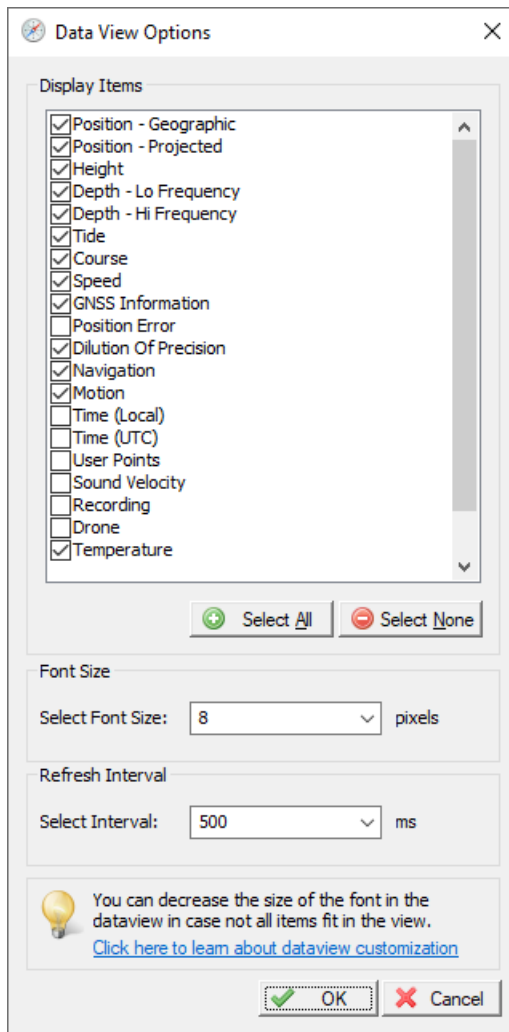 Data View Options
Display Items
Position - Geographic
Position - Projected
Height
Depth - Lo Frequency
Depth - Hi Frequency
Tide
Course
Speed
GNSS Information
Position Error
Dilution Of Precision
Navigation
Motion
Time (Local)
Time (UTC)
User Points
Sound Velocity
Recording
Drone
Temperature
Select All
Select None
Font Size
Select Font Size: 8 pixels
Refresh Interval
Select Interval: 500 ms
You can decrease the size of the font in the
dataview in case not all items fit in the view.
Click here to learn about dataview customization
OK
Cancel